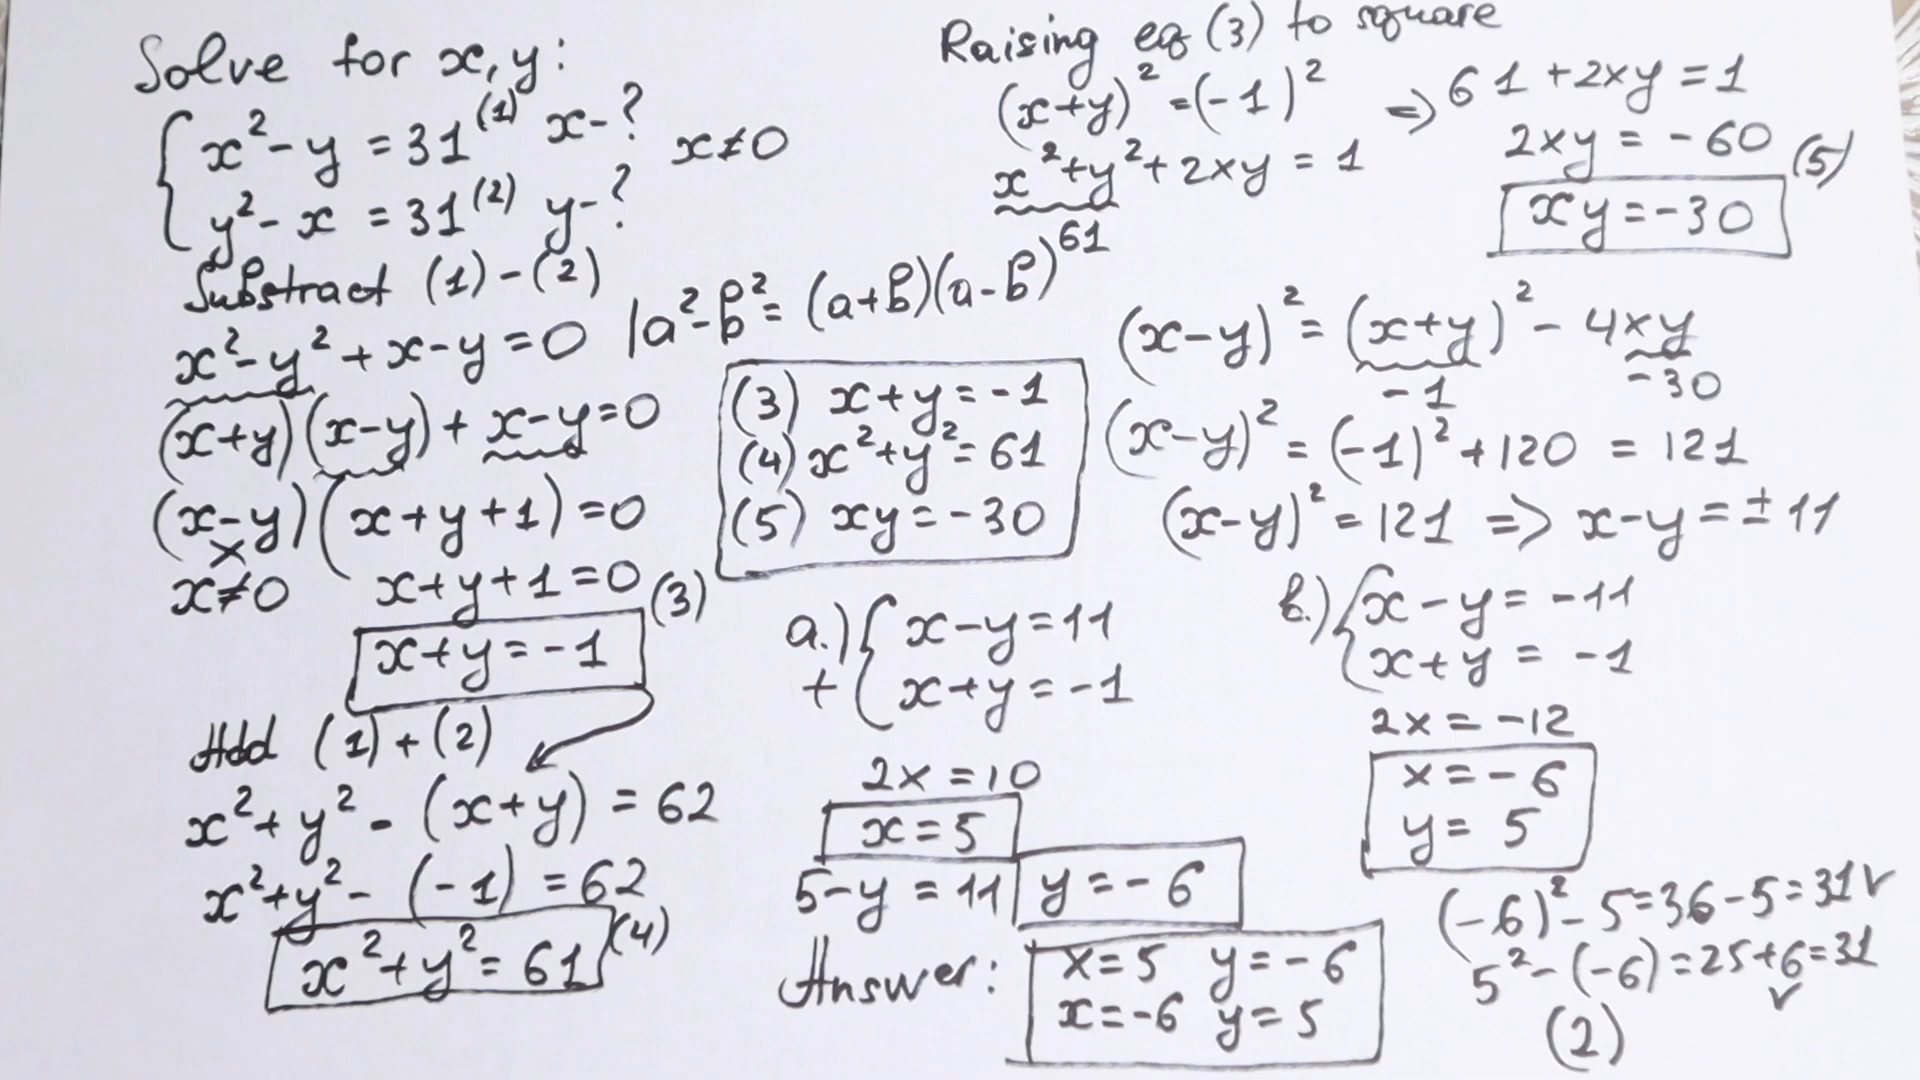 Solve for x, y:
x² - y = 31 (1) x - ? x ≠ 0
y² - x = 31 (2) y - ?
Substract (1) - (2)
x² - y² + x - y = 0 | a² - b² = (a+b)(a-b)
(x+y)(x-y) + x - y = 0
(x-y)(x+y+1) = 0
x ≠ 0 x+y+1 = 0
x+y = -1 (3)
Add (1) + (2)
x² + y² - (x+y) = 62
x² + y² - (-1) = 62
x² + y² = 61 (4)
Raising eq (3) to square
(x+y)² = (-1)² => 61 + 2xy = 1
x² + y² + 2xy = 1
61
2xy = -60
xy = -30 (5)
(3) x+y = -1
(4) x² + y² = 61
(5) xy = -30
(x-y)² = (x+y)² - 4xy
-1 -30
(x-y)² = (-1)² + 120 = 121
(x-y)² = 121 => x-y = ±11
a.) x-y = 11
+ x+y = -1
2x = 10
x = 5
5-y = 11 y = -6
b.) x-y = -11
x+y = -1
2x = -12
x = -6
y = 5
(-6)² - 5 = 36 - 5 = 31 ✓
5² - (-6) = 25 + 6 = 31
✓
(2)
Answer: x = 5 y = -6
x = -6 y = 5